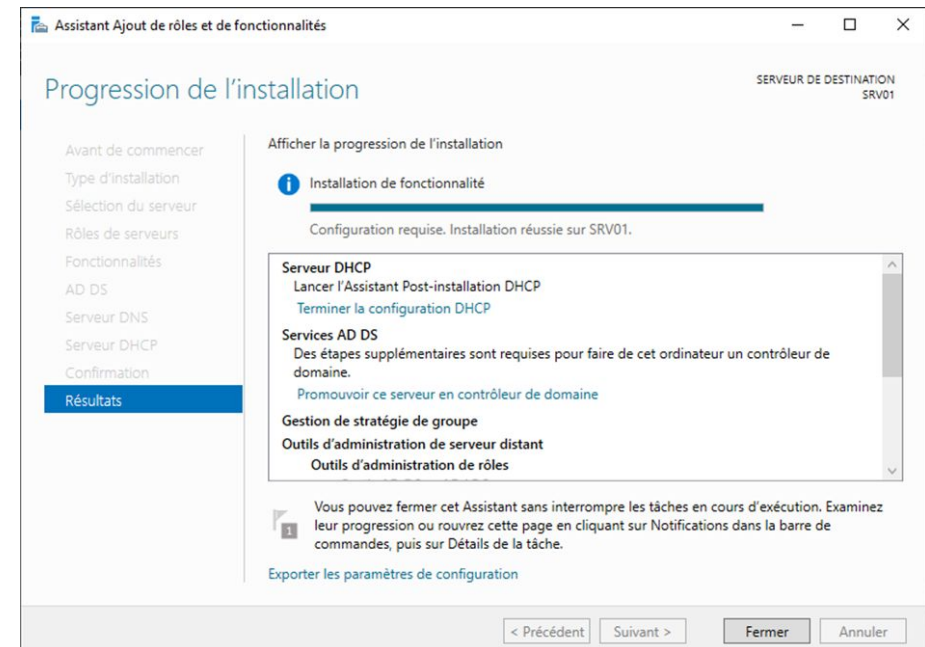 Assistant Ajout de rôles et de fonctionnalités
Progression de l'installation
SERVEUR DE DESTINATION
SRV01
Avant de commencer
Type d'installation
Sélection du serveur
Rôles de serveurs
Fonctionnalités
AD DS
Serveur DNS
Serveur DHCP
Confirmation
Résultats
Afficher la progression de l'installation
Installation de fonctionnalité
Configuration requise. Installation réussie sur SRV01.
Serveur DHCP
Lancer l'Assistant Post-installation DHCP
Terminer la configuration DHCP
Services AD DS
Des étapes supplémentaires sont requises pour faire de cet ordinateur un contrôleur de
domaine.
Promouvoir ce serveur en contrôleur de domaine
Gestion de stratégie de groupe
Outils d'administration de serveur distant
Outils d'administration de rôles
1
Vous pouvez fermer cet Assistant sans interrompre les tâches en cours d'exécution. Examinez
leur progression ou rouvrez cette page en cliquant sur Notifications dans la barre de
commandes, puis sur Détails de la tâche.
Exporter les paramètres de configuration
< Précédent
Suivant >
Fermer
Annuler